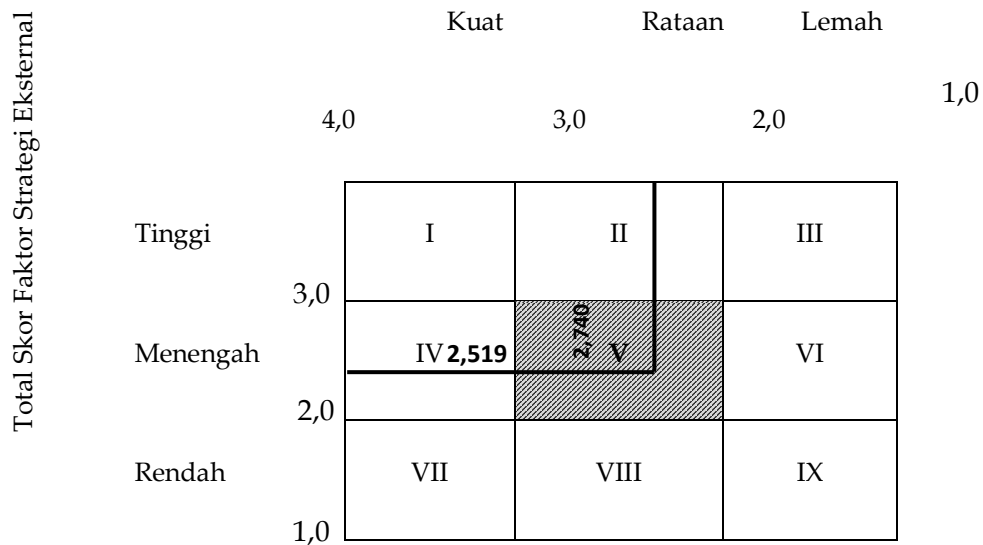 Total Skor Faktor Strategi Eksternal
Kuat Rataan Lemah
4,0 3,0 2,0 1,0
Tinggi I II III
3,0
Menengah IV 2,519 2,740 V VI
2,0
Rendah VII VIII IX
1,0